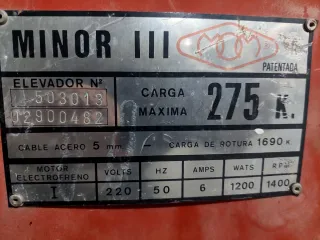 MINOR III
PATENTADA
ELEVADOR Nº
503018
02900482
CARGA MÁXIMA 275 K.
CABLE ACERO 5 mm. - CARGA DE ROTURA 1690 K.
MOTOR ELECTROFRENO VOLTS HZ AMPS WATS R.P.M
I 220 50 6 1200 1400